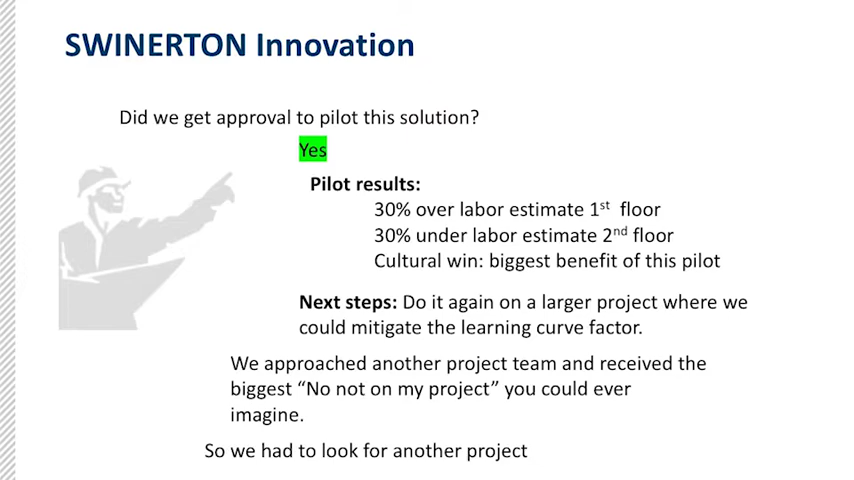 SWINERTON Innovation
Did we get approval to pilot this solution?
Yes
Pilot results:
30% over labor estimate 1st floor
30% under labor estimate 2nd floor
Cultural win: biggest benefit of this pilot
Next steps: Do it again on a larger project where we
could mitigate the learning curve factor.
We approached another project team and received the
biggest “No not on my project” you could ever
imagine.
So we had to look for another project